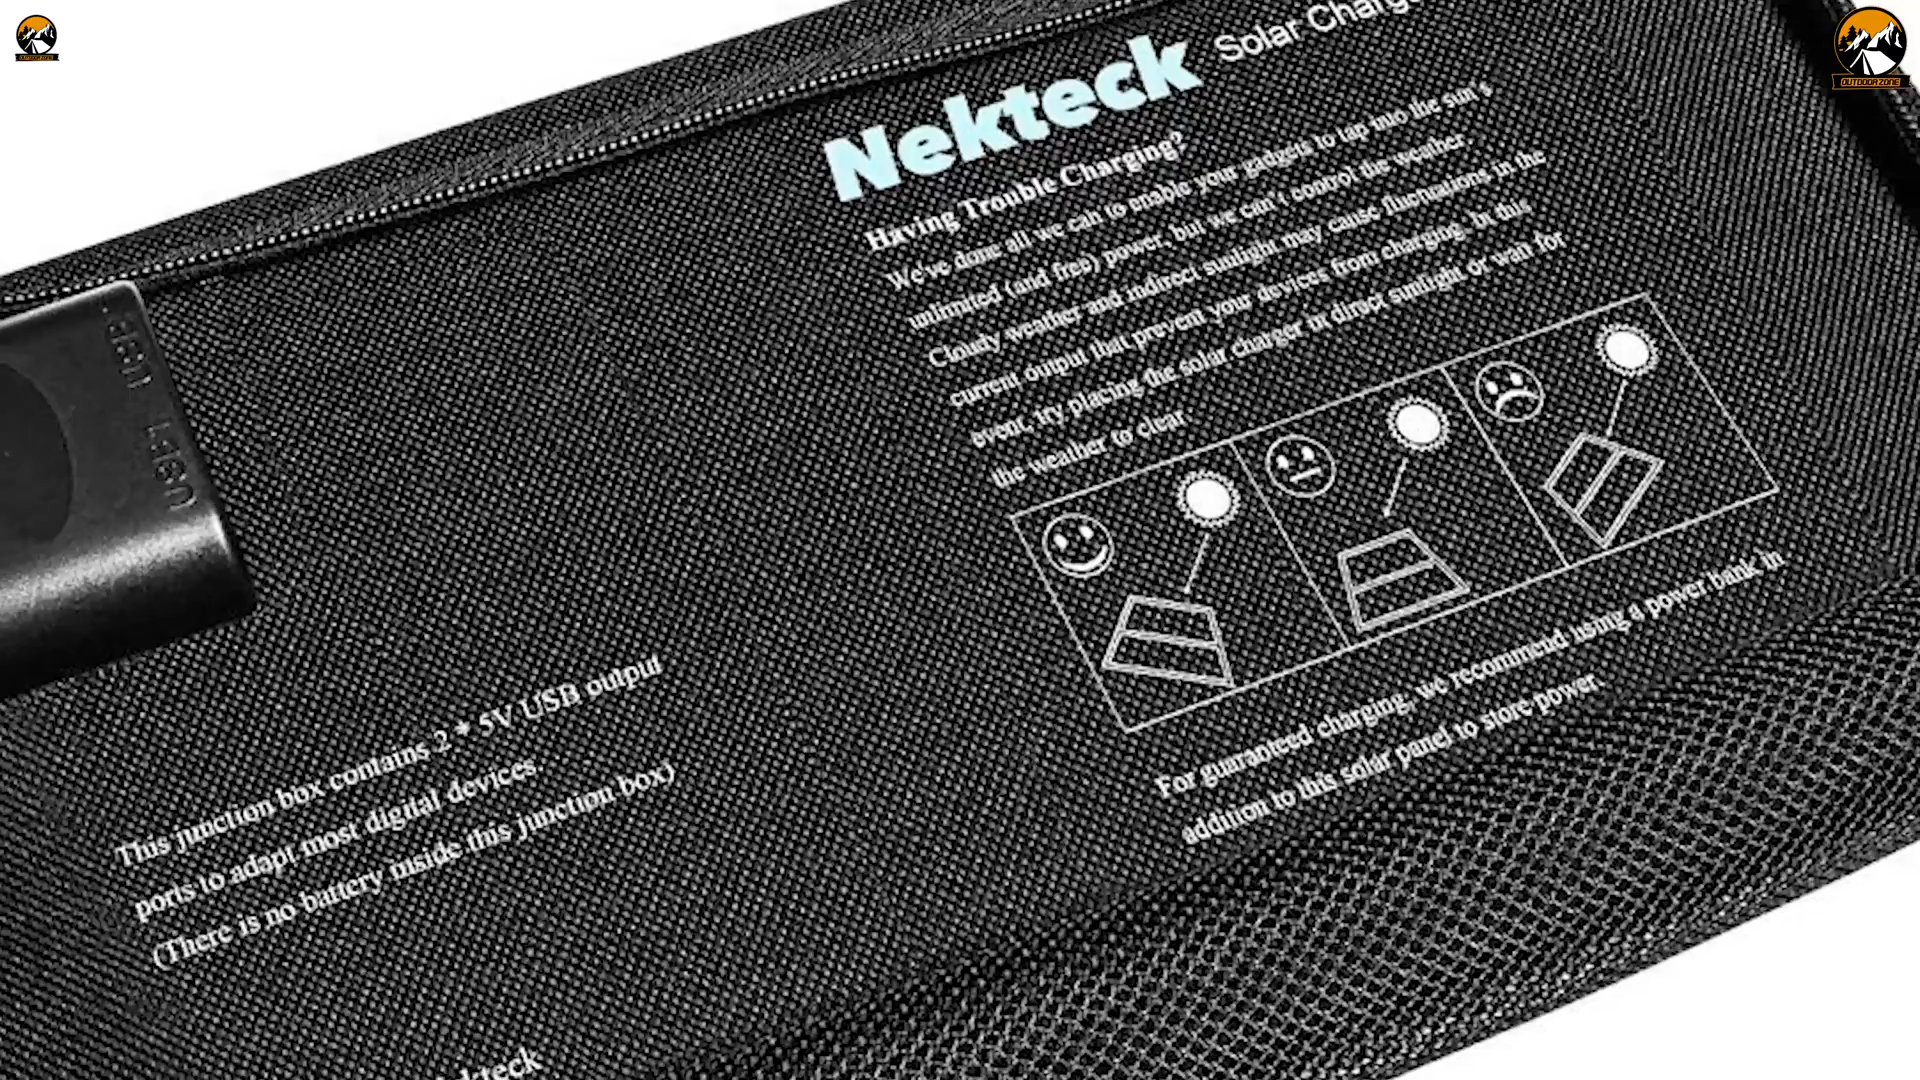 OUTDOORZONE
OUTDOORZONE
Nekteck Solar
Having Trouble Charging?
We've done all we can to enable your gadgets to tap into the sun's
unlimited (and free) power, but we can't control the weather
Cloudy weather and indirect sunlight may cause fluctuations in the
current output that prevent your devices from charging. In this
event, try placing the solar charger in direct sunlight or wait for
the weather to clear
For guaranteed charging, we recommend using a power bank in
addition to this solar panel to store power.
USB1
USB1
This junction box contains 2 * 5V USB output
ports to adapt most digital devices
(There is no battery inside this junction box)